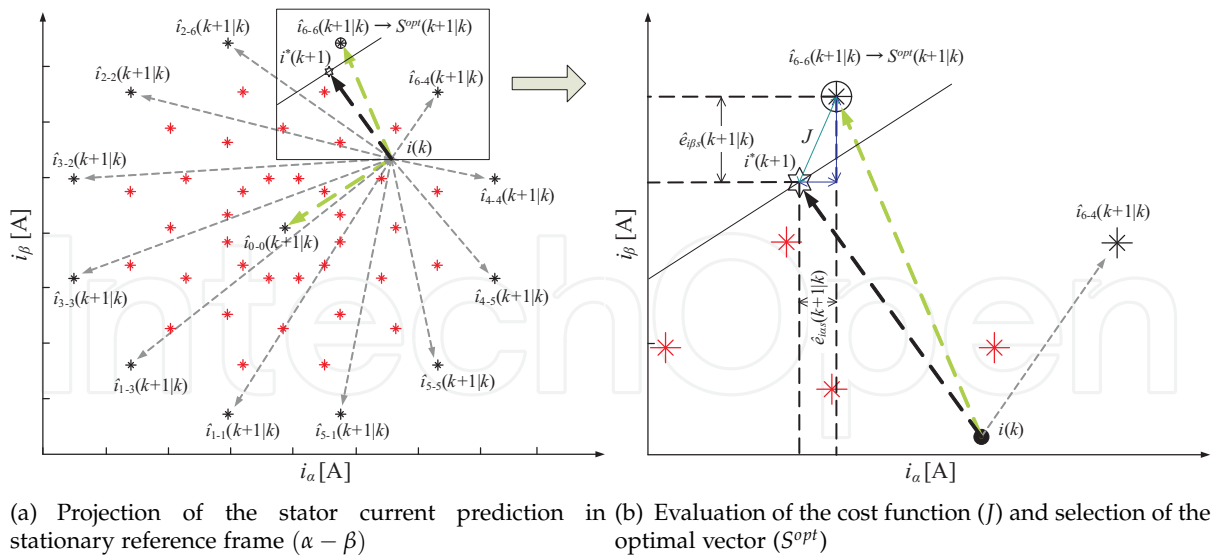 î2-6(k+1|k)
î6-6(k+1|k) → S^opt(k+1|k)
i*(k+1)
î2-2(k+1|k)
î6-4(k+1|k)
i(k)
î3-2(k+1|k)
î4-4(k+1|k)
î0-0(k+1|k)
î3-3(k+1|k)
î4-5(k+1|k)
î1-3(k+1|k)
î5-5(k+1|k)
î1-1(k+1|k)
î5-1(k+1|k)
iβ [A]
iα [A]
î6-6(k+1|k) → S^opt(k+1|k)
êiβs(k+1|k)
J
i*(k+1)
î6-4(k+1|k)
êiαs(k+1|k)
i(k)
iβ [A]
iα [A]
IntechOpen
(a) Projection of the stator current prediction in
stationary reference frame (α − β)
(b) Evaluation of the cost function (J) and selection of the
optimal vector (S^opt)